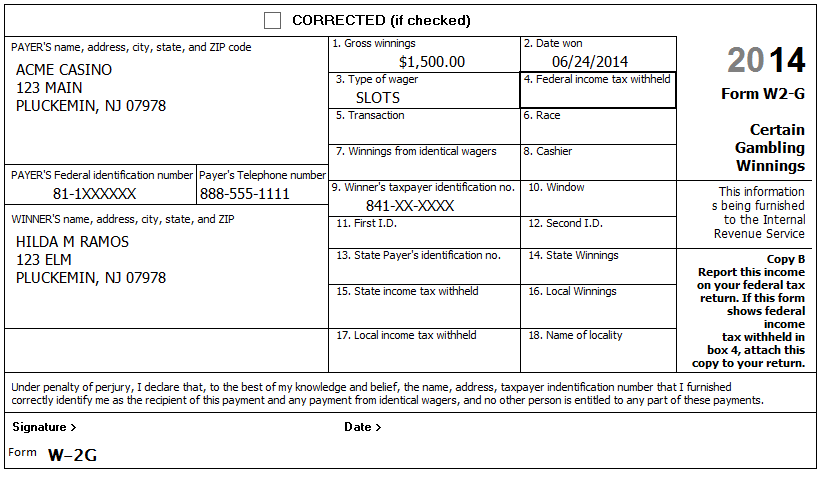 CORRECTED (if checked)
PAYER'S name, address, city, state, and ZIP code
ACME CASINO
123 MAIN
PLUCKEMIN, NJ 07978
1. Gross winnings
$1,500.00
2. Date won
06/24/2014
3. Type of wager
SLOTS
4. Federal income tax withheld
5. Transaction
6. Race
7. Winnings from identical wagers
8. Cashier
PAYER'S Federal identification number
81-1XXXXXX
Payer's Telephone number
888-555-1111
9. Winner's taxpayer identification no.
841-XX-XXXX
10. Window
WINNER'S name, address, city, state, and ZIP
HILDA M RAMOS
123 ELM
PLUCKEMIN, NJ 07978
11. First I.D.
12. Second I.D.
13. State Payer's identification no.
14. State Winnings
15. State income tax withheld
16. Local Winnings
17. Local income tax withheld
18. Name of locality
2014
Form W2-G
Certain
Gambling
Winnings
This information
s being furnished
to the Internal
Revenue Service
Copy B
Report this income
on your federal tax
return. If this form
shows federal
income
tax withheld in
box 4, attach this
copy to your return.
Under penalty of perjury, I declare that, to the best of my knowledge and belief, the name, address, taxpayer indentification number that I furnished
correctly identify me as the recipient of this payment and any payment from identical wagers, and no other person is entitled to any part of these payments.
Signature > Date >
Form W-2G